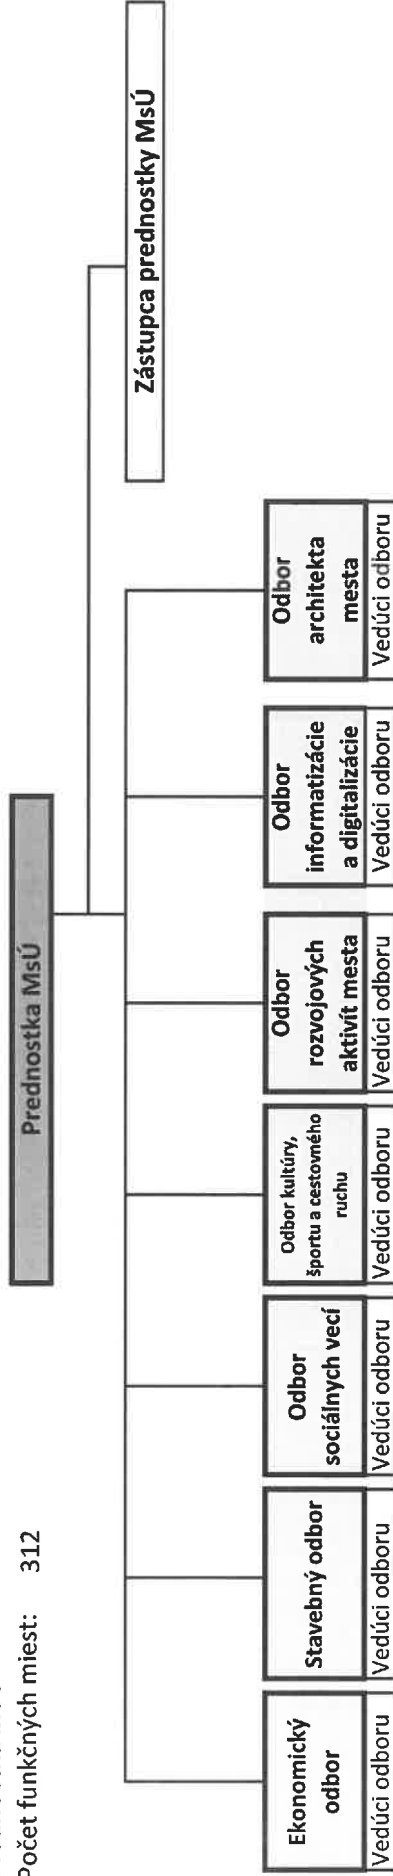 Počet funkčných miest: 312
Prednostka MsÚ
Zástupca prednostky MsÚ
Ekonomický
odbor
Vedúci odboru
Stavebný odbor
Vedúci odboru
Odbor
sociálnych vecí
Vedúci odboru
Odbor kultúry,
športu a cestovného
ruchu
Vedúci odboru
Odbor
rozvojových
aktivít mesta
Vedúci odboru
Odbor
informatizácie
a digitalizácie
Vedúci odboru
Odbor
architekta
mesta
Vedúci odboru